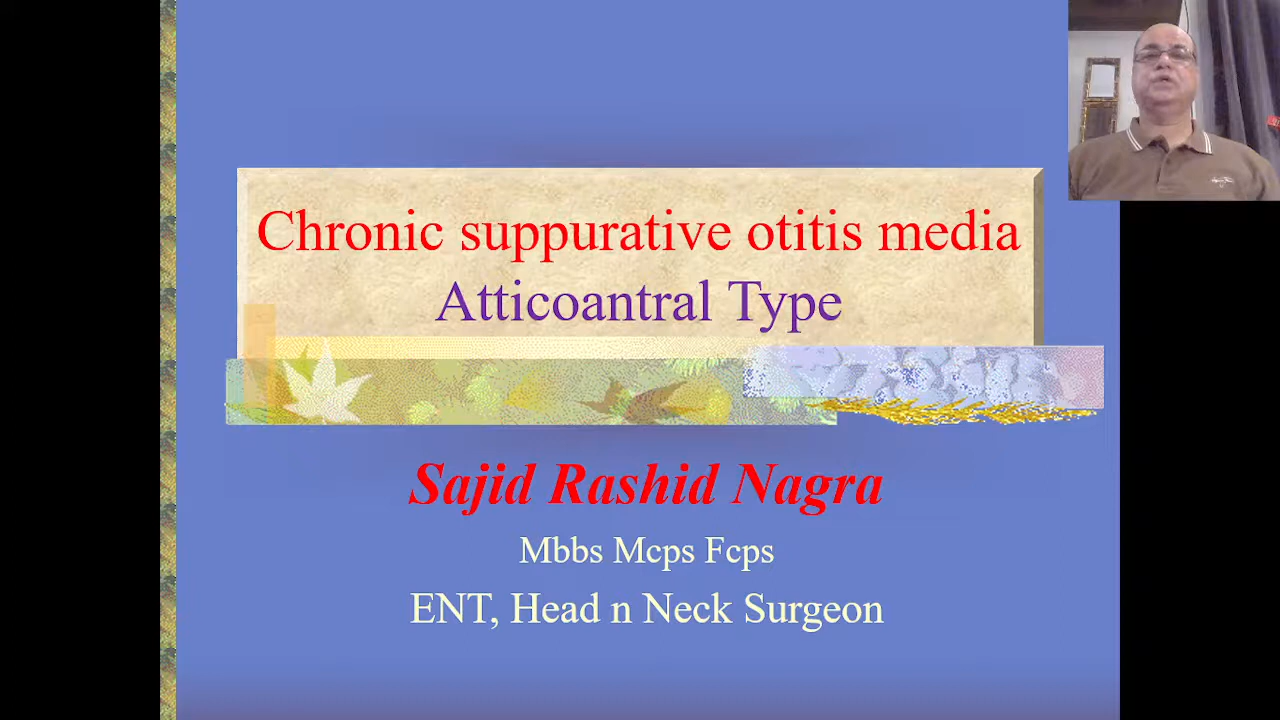 Chronic suppurative otitis media
Atticoantral Type
Sajid Rashid Nagra
Mbbs Mcps Fcps
ENT, Head n Neck Surgeon